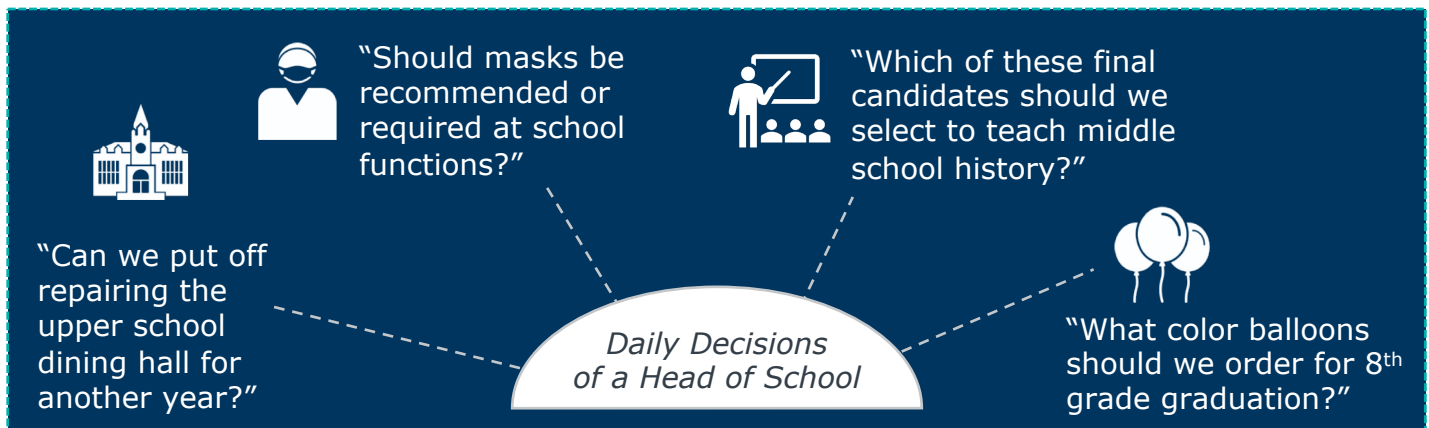 “Should masks be
recommended or
required at school
functions?”
“Which of these final
candidates should we
select to teach middle
school history?”
“Can we put off
repairing the
upper school
dining hall for
another year?”
“What color balloons
should we order for 8th
grade graduation?”
Daily Decisions
of a Head of School